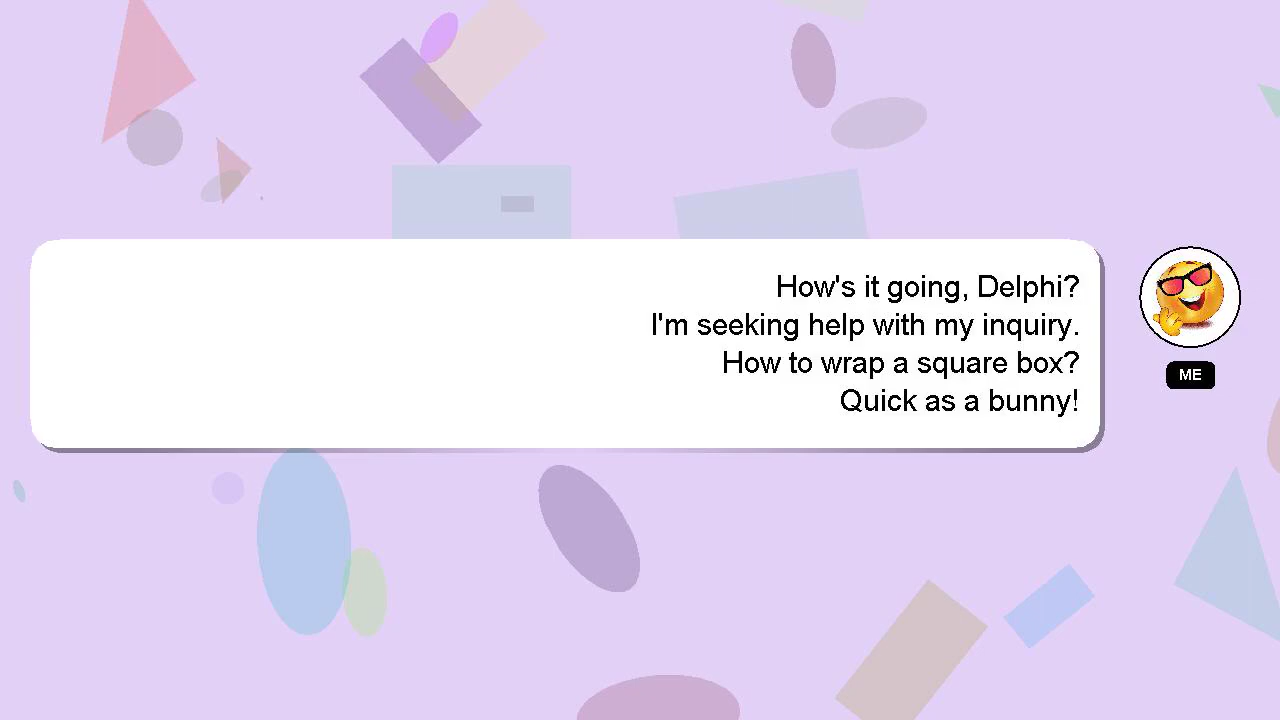 How's it going, Delphi?
I'm seeking help with my inquiry.
How to wrap a square box?
Quick as a bunny!
ME